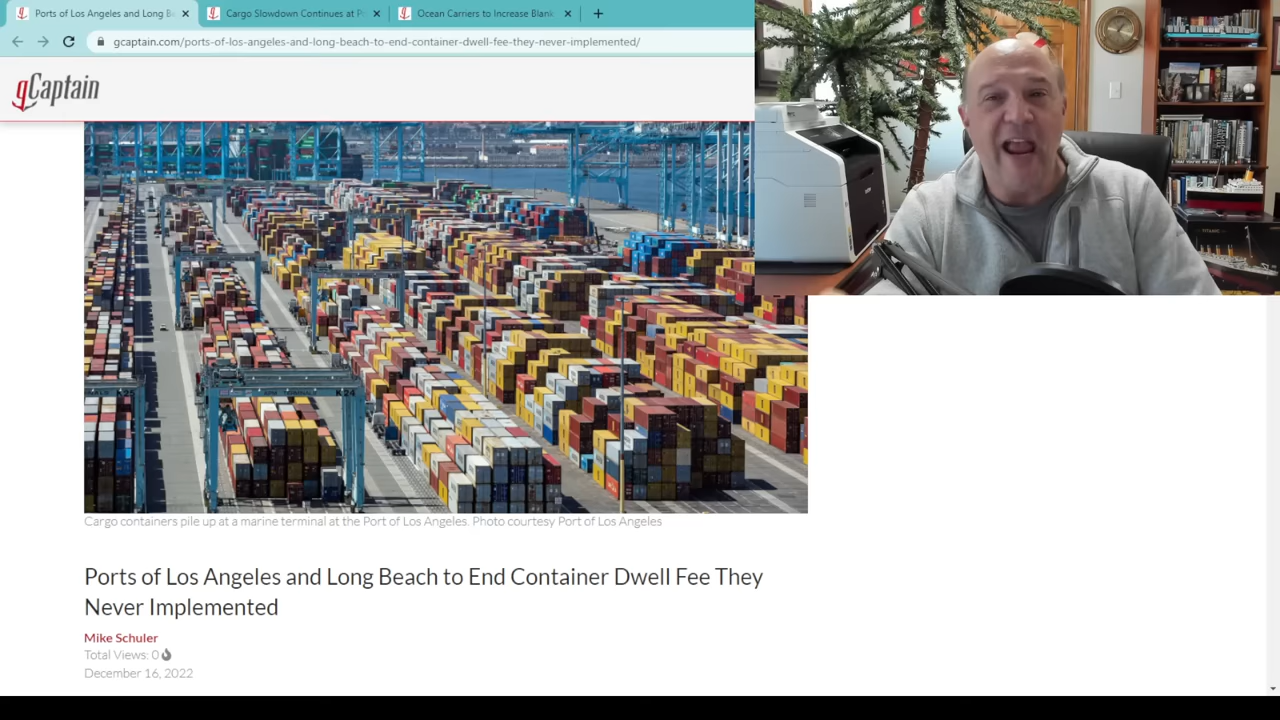 Ports of Los Angeles and Long Be
Cargo Slowdown Continues at P
Ocean Carriers to Increase Blank
gcaptain.com/ports-of-los-angeles-and-long-beach-to-end-container-dwell-fee-they-never-implemented/
gCaptain
TITANIC
Cargo containers pile up at a marine terminal at the Port of Los Angeles. Photo courtesy Port of Los Angeles
Ports of Los Angeles and Long Beach to End Container Dwell Fee They
Never Implemented
Mike Schuler
Total Views: 0
December 16, 2022